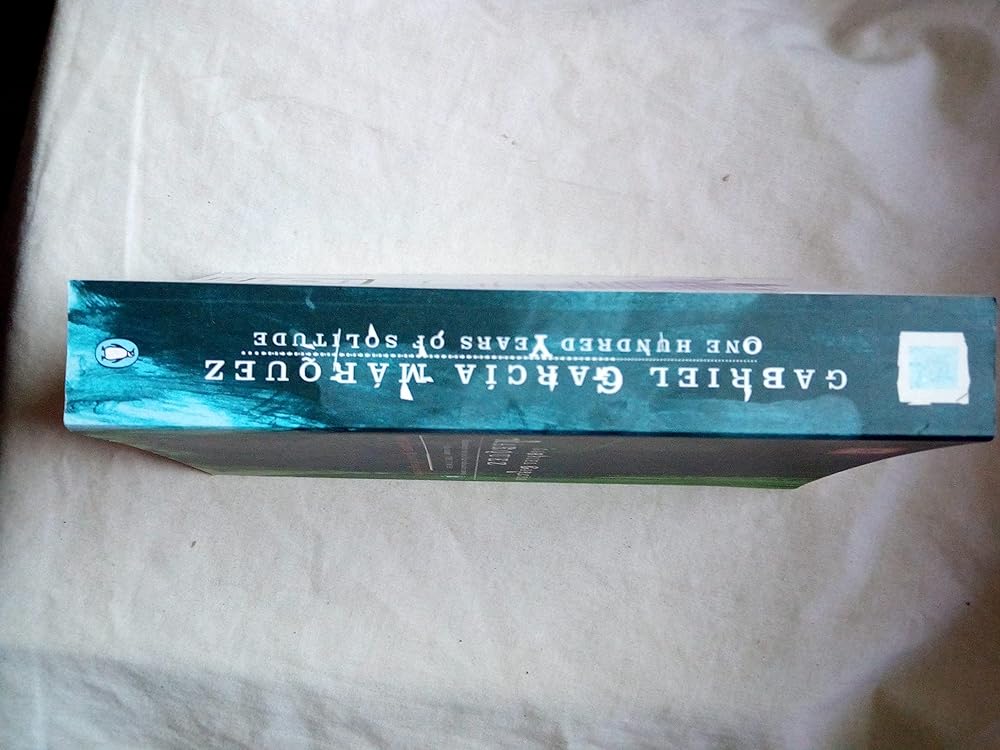 GABRIEL GARCÍA MÁRQUEZ
ONE HUNDRED YEARS OF SOLITUDE